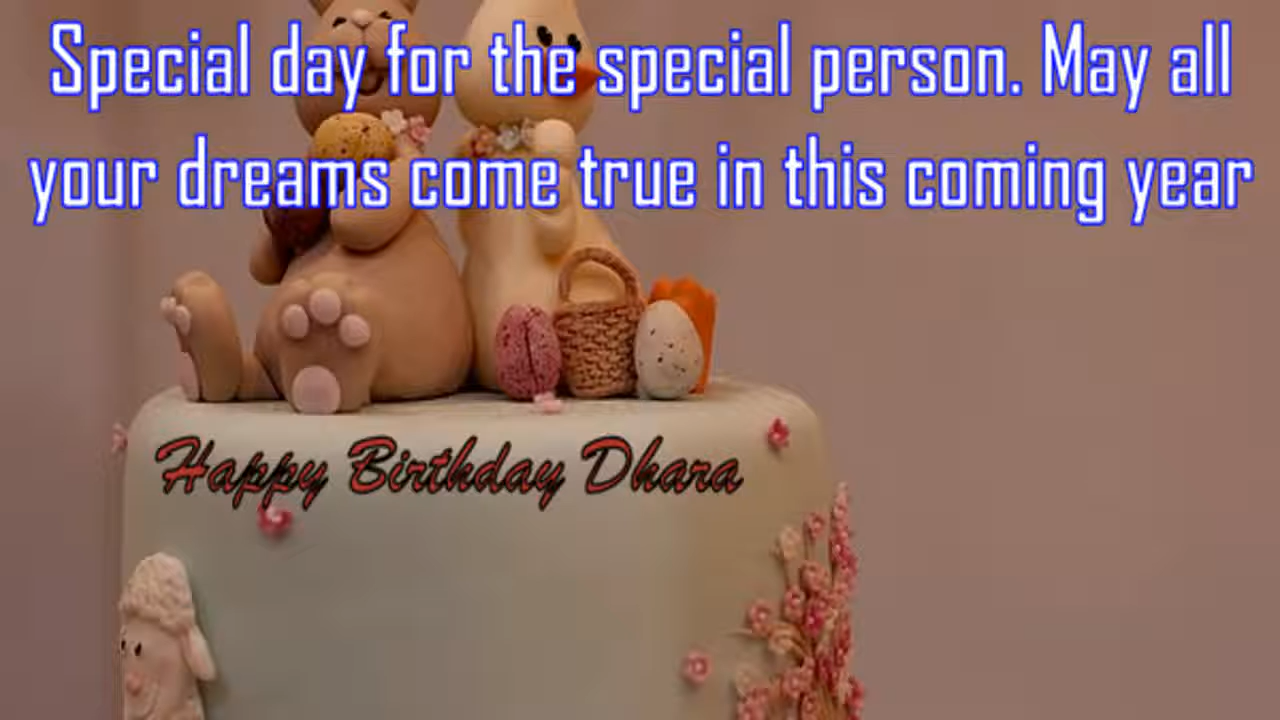 Special day for the special person. May all
your dreams come true in this coming year
Happy Birthday Dhara